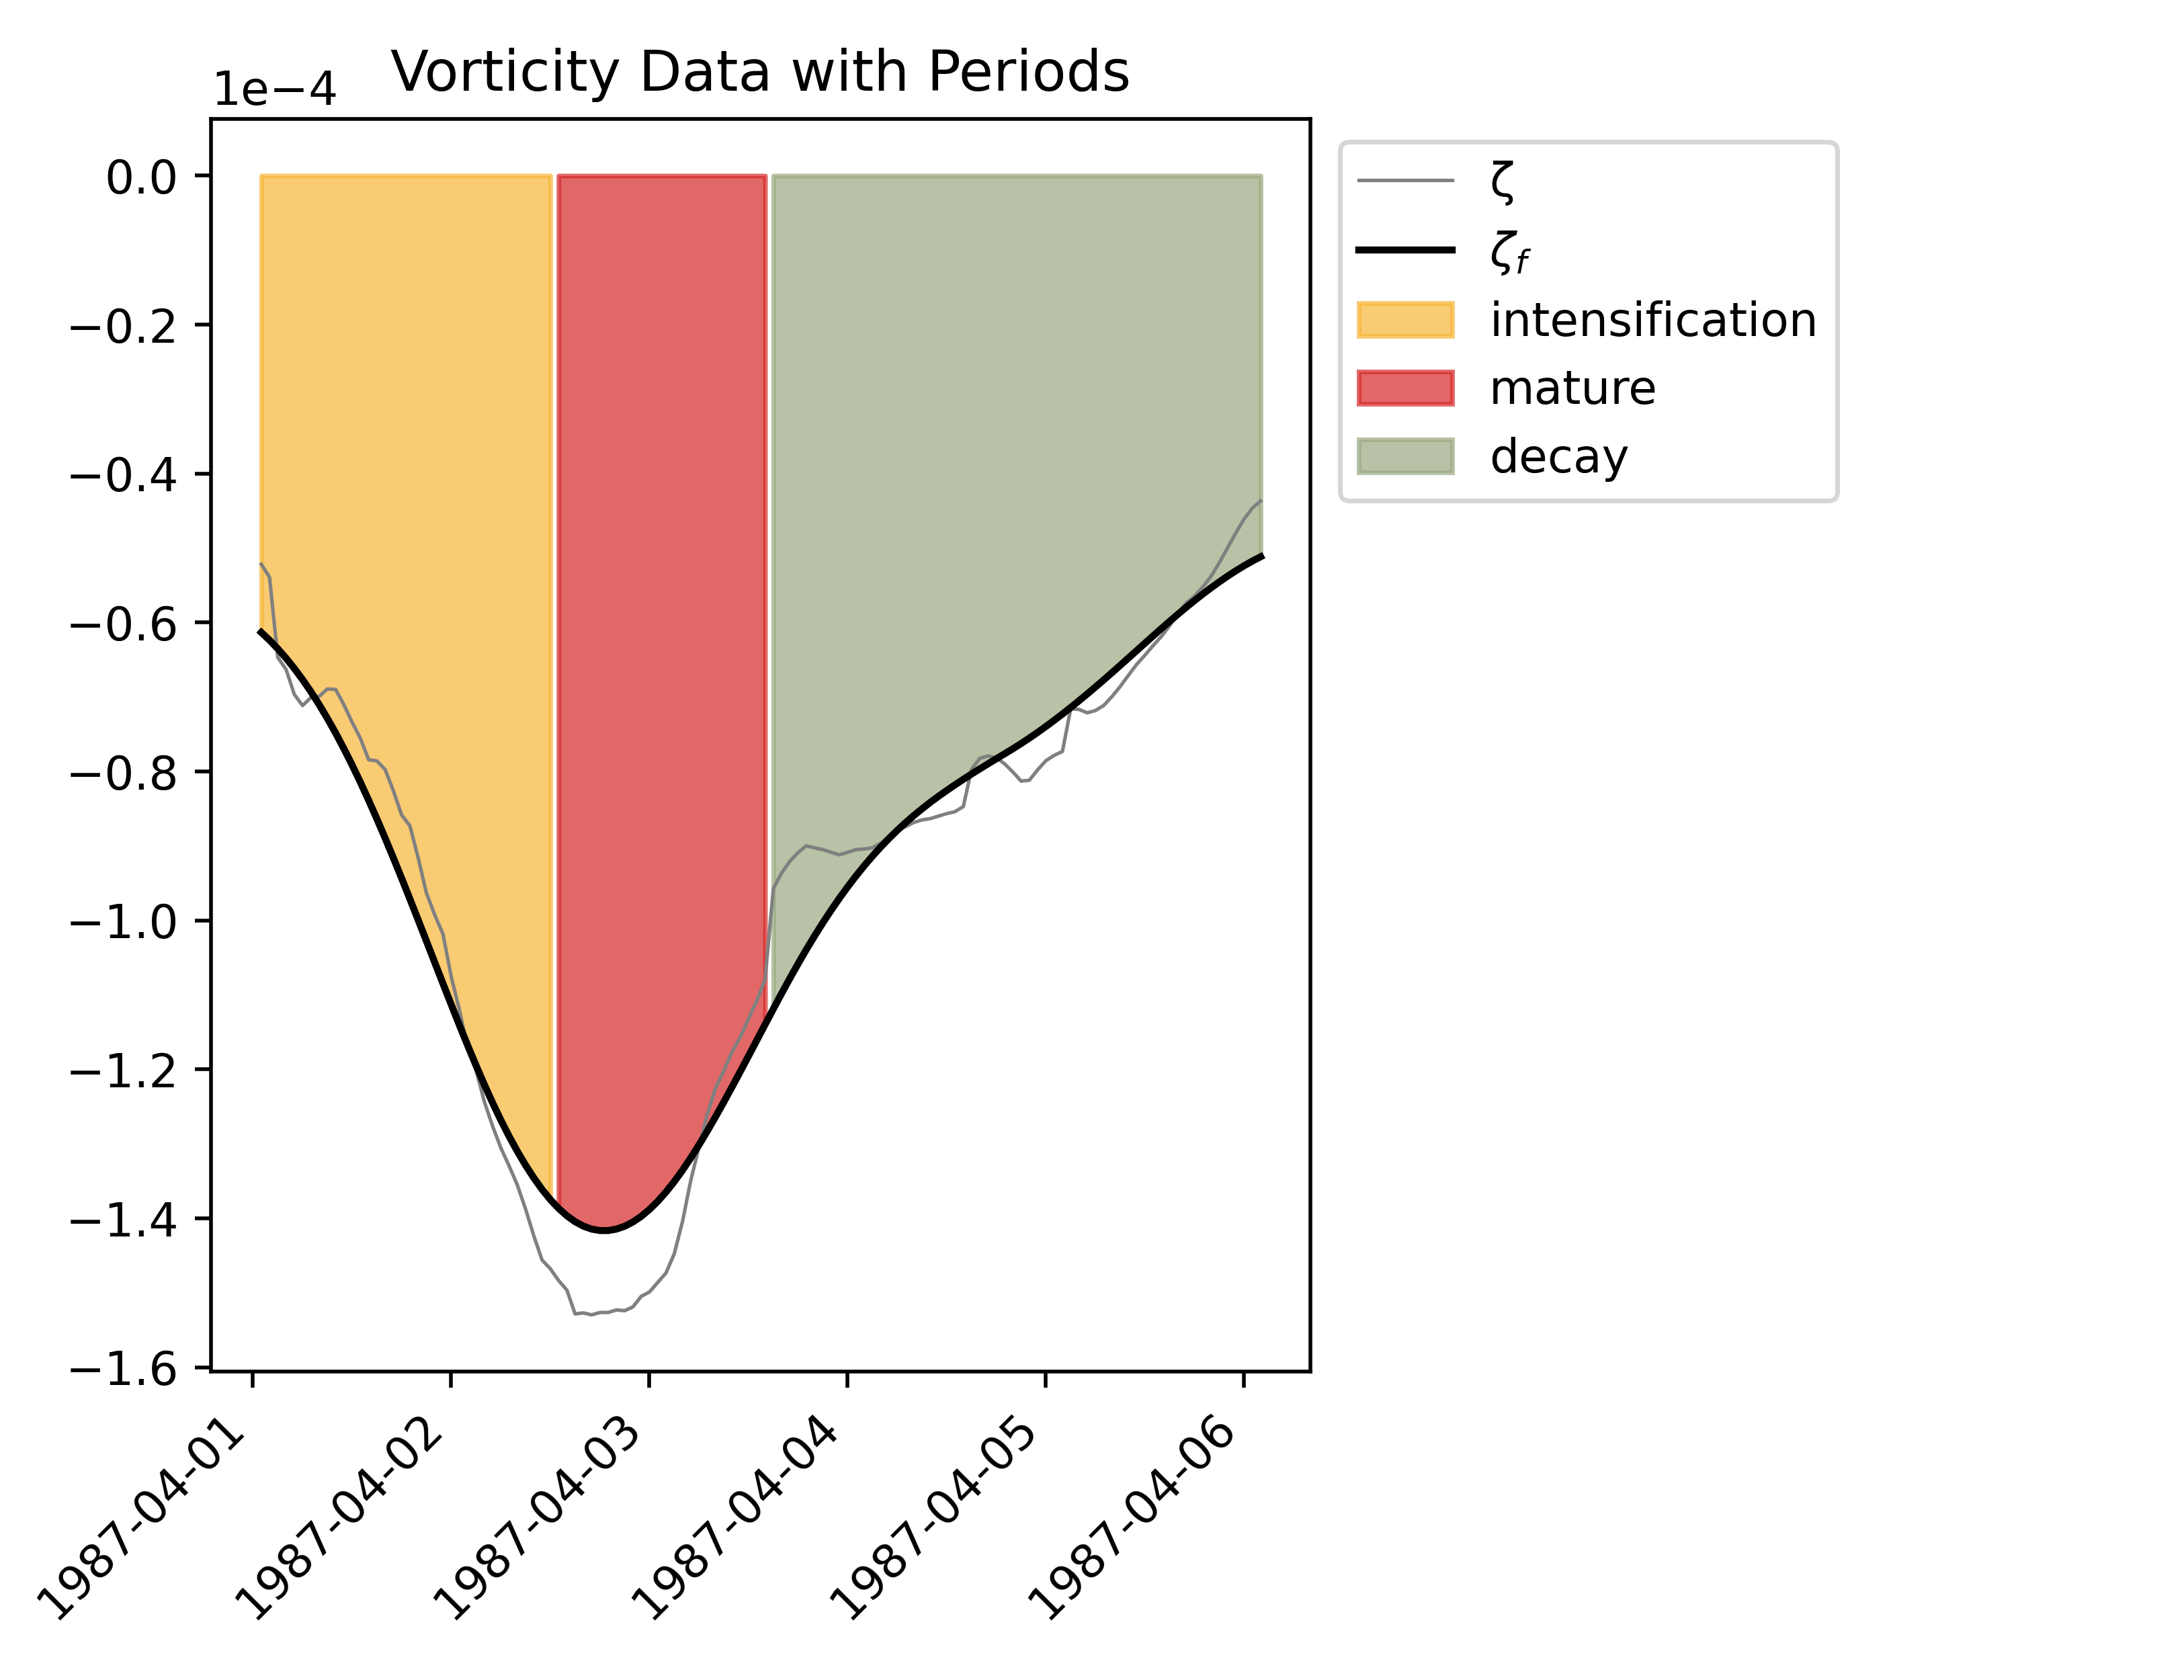 Vorticity Data with Periods
1e−4
0.0
−0.2
−0.4
−0.6
−0.8
−1.0
−1.2
−1.4
−1.6
1987-04-01
1987-04-02
1987-04-03
1987-04-04
1987-04-05
1987-04-06
ζ
ζf
intensification
mature
decay